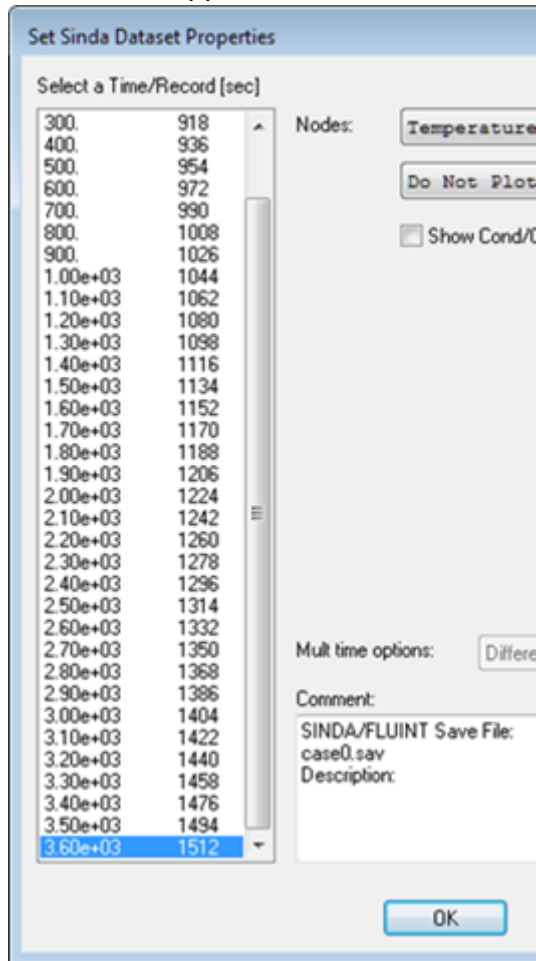 Set Sinda Dataset Properties
Select a Time/Record [sec]
300. 918
400. 936
500. 954
600. 972
700. 990
800. 1008
900. 1026
1.00e+03 1044
1.10e+03 1062
1.20e+03 1080
1.30e+03 1098
1.40e+03 1116
1.50e+03 1134
1.60e+03 1152
1.70e+03 1170
1.80e+03 1188
1.90e+03 1206
2.00e+03 1224
2.10e+03 1242
2.20e+03 1260
2.30e+03 1278
2.40e+03 1296
2.50e+03 1314
2.60e+03 1332
2.70e+03 1350
2.80e+03 1368
2.90e+03 1386
3.00e+03 1404
3.10e+03 1422
3.20e+03 1440
3.30e+03 1458
3.40e+03 1476
3.50e+03 1494
3.60e+03 1512
Nodes: Temperature
Do Not Plot
Show Cond/
Mult time options: Differe
Comment:
SINDA/FLUINT Save File:
case0.sav
Description:
OK